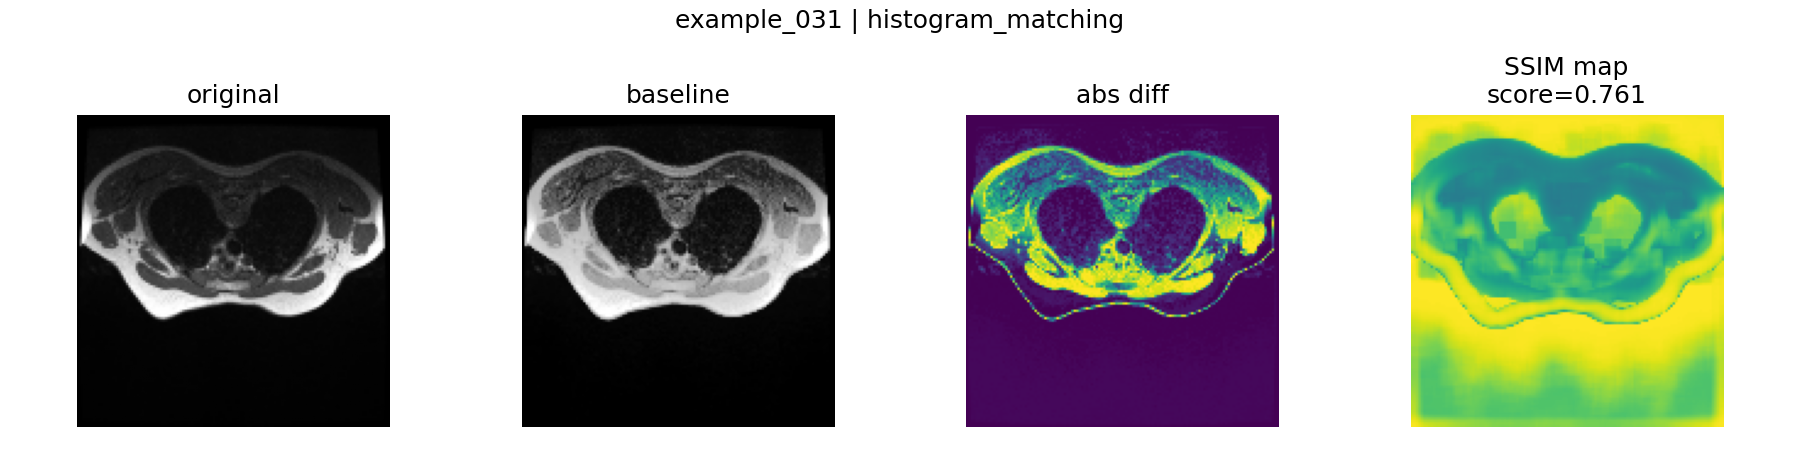 example_031 | histogram_matching
original
baseline
abs diff
SSIM map
score=0.761